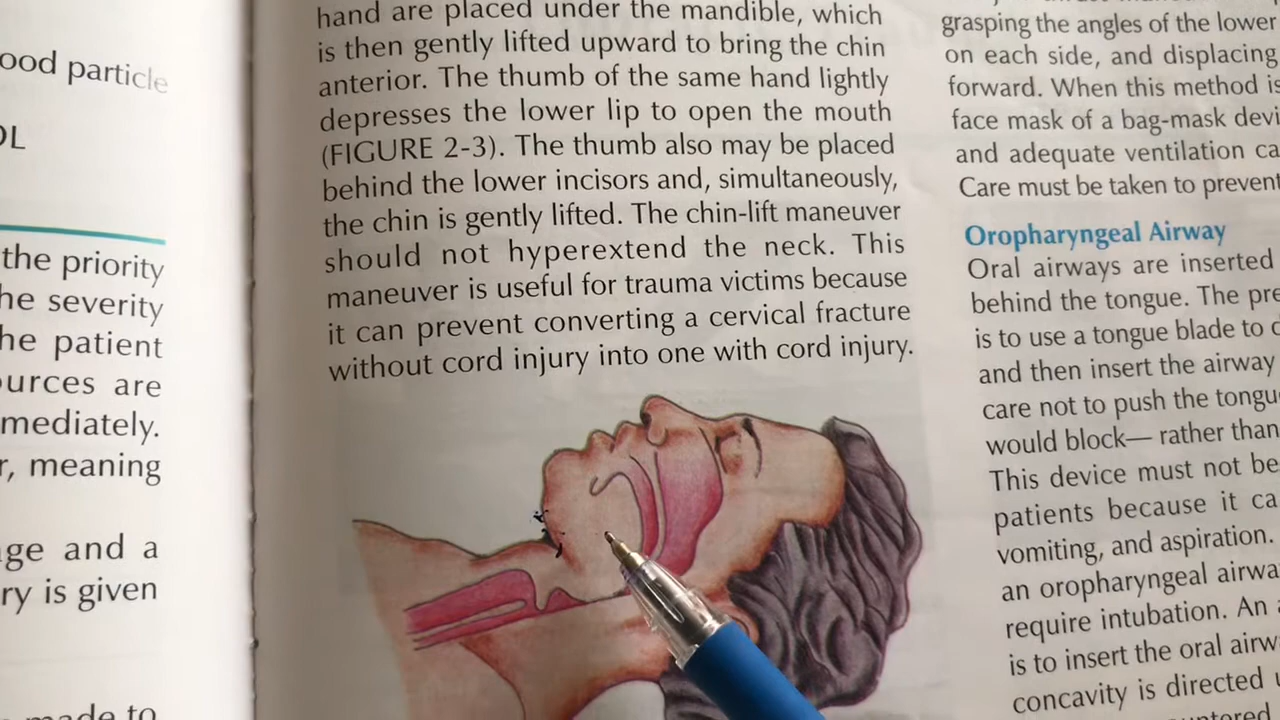 ood particle
OL
the priority
he severity
he patient
urces are
mediately.
r, meaning
ge and a
ry is given
made to
hand are placed under the mandible, which
is then gently lifted upward to bring the chin
anterior. The thumb of the same hand lightly
depresses the lower lip to open the mouth
(FIGURE 2-3). The thumb also may be placed
behind the lower incisors and, simultaneously,
the chin is gently lifted. The chin-lift maneuver
should not hyperextend the neck. This
maneuver is useful for trauma victims because
it can prevent converting a cervical fracture
without cord injury into one with cord injury.
grasping the angles of the lower
on each side, and displacing
forward. When this method is
face mask of a bag-mask devi
and adequate ventilation ca
Care must be taken to prevent
Oropharyngeal Airway
Oral airways are inserted
behind the tongue. The pre
is to use a tongue blade to d
and then insert the airway
care not to push the tongu
would block— rather than
This device must not be
patients because it ca
vomiting, and aspiration.
an oropharyngeal airwa
require intubation. An a
is to insert the oral airw
concavity is directed u